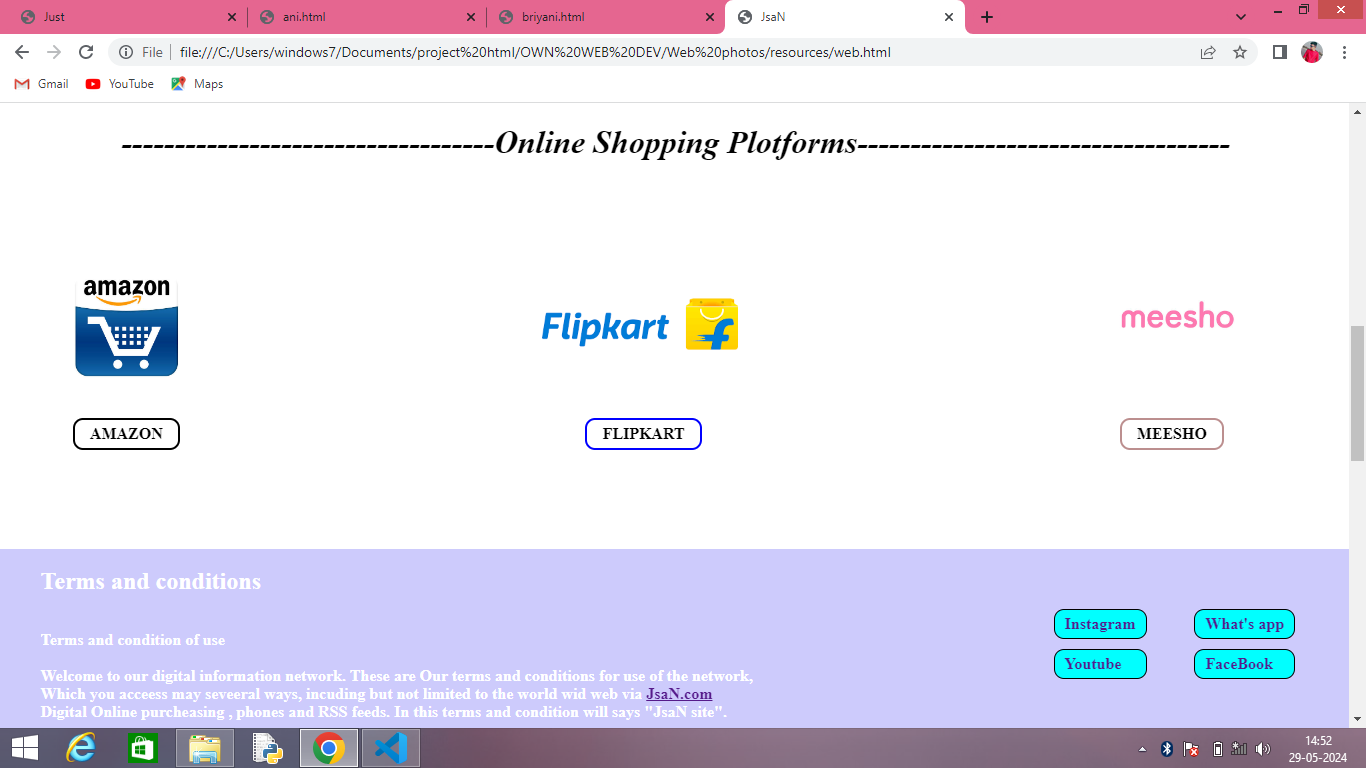 Just
ani.html
briyani.html
JsaN
File
file:///C:/Users/windows7/Documents/project%20html/OWN%20WEB%20DEV/Web%20photos/resources/web.html
Gmail
YouTube
Maps
-----------------------------------Online Shopping Plotforms-----------------------------------
amazon
Flipkart
f
meesho
AMAZON
FLIPKART
MEESHO
Terms and conditions
Terms and condition of use
Welcome to our digital information network. These are Our terms and conditions for use of the network,
Which you acceess may seveeral ways, incuding but not limited to the world wid web via JsaN.com
Digital Online purcheasing , phones and RSS feeds. In this terms and condition will says "JsaN site".
Instagram
What's app
Youtube
FaceBook
14:52
29-05-2024